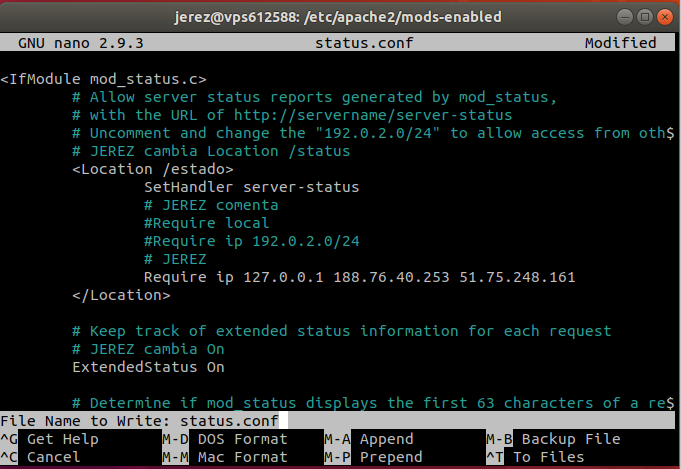 jerez@vps612588: /etc/apache2/mods-enabled
GNU nano 2.9.3 status.conf Modified
<IfModule mod_status.c>
# Allow server status reports generated by mod_status,
# with the URL of http://servername/server-status
# Uncomment and change the "192.0.2.0/24" to allow access from oth$
# JEREZ cambia Location /status
<Location /estado>
SetHandler server-status
# JEREZ comenta
#Require local
#Require ip 192.0.2.0/24
# JEREZ
Require ip 127.0.0.1 188.76.40.253 51.75.248.161
</Location>
# Keep track of extended status information for each request
# JEREZ cambia On
ExtendedStatus On
# Determine if mod_status displays the first 63 characters of a re$
File Name to Write: status.conf
^G Get Help M-D DOS Format M-A Append M-B Backup File
^C Cancel M-M Mac Format M-P Prepend ^T To Files